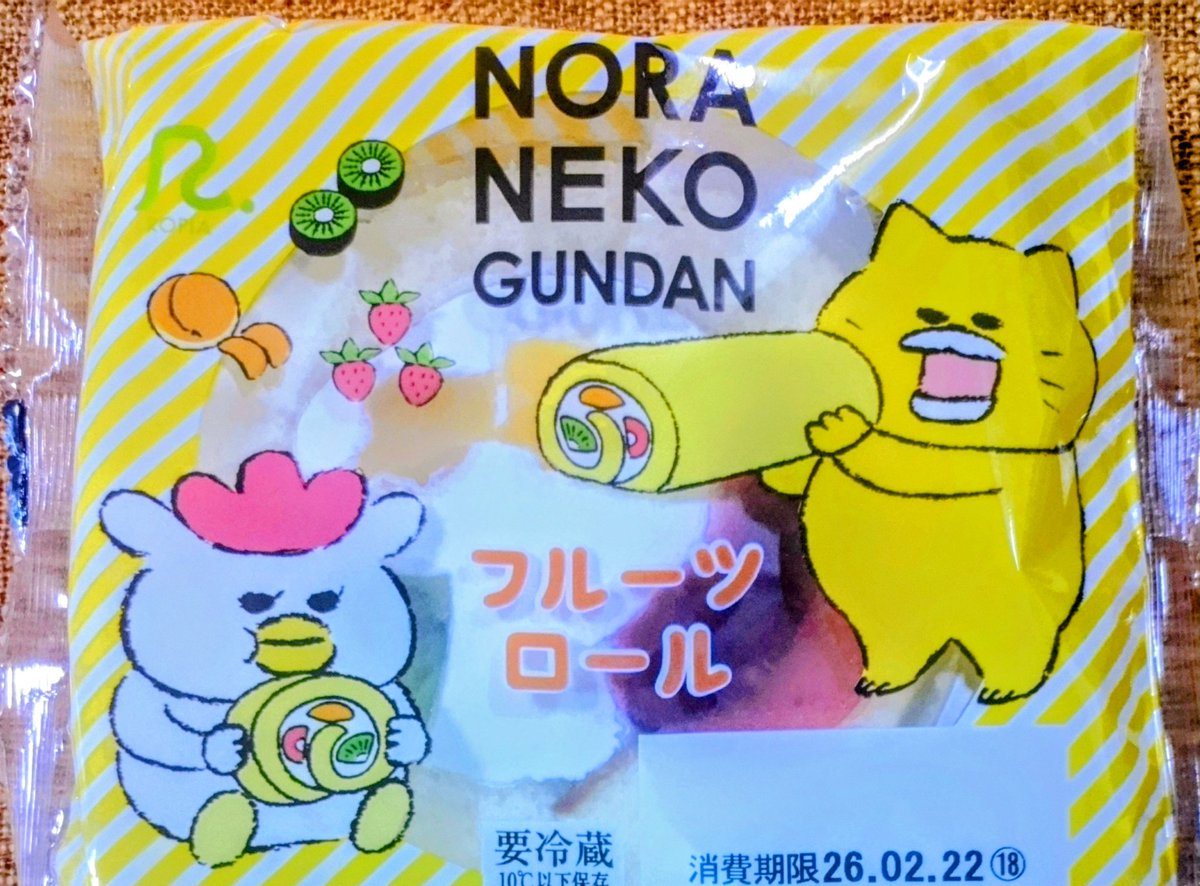 NORA
NEKO
GUNDAN
ROPIA
フルーツ
ロール
要冷蔵
10℃以下保存
消費期限26.02.22⑱